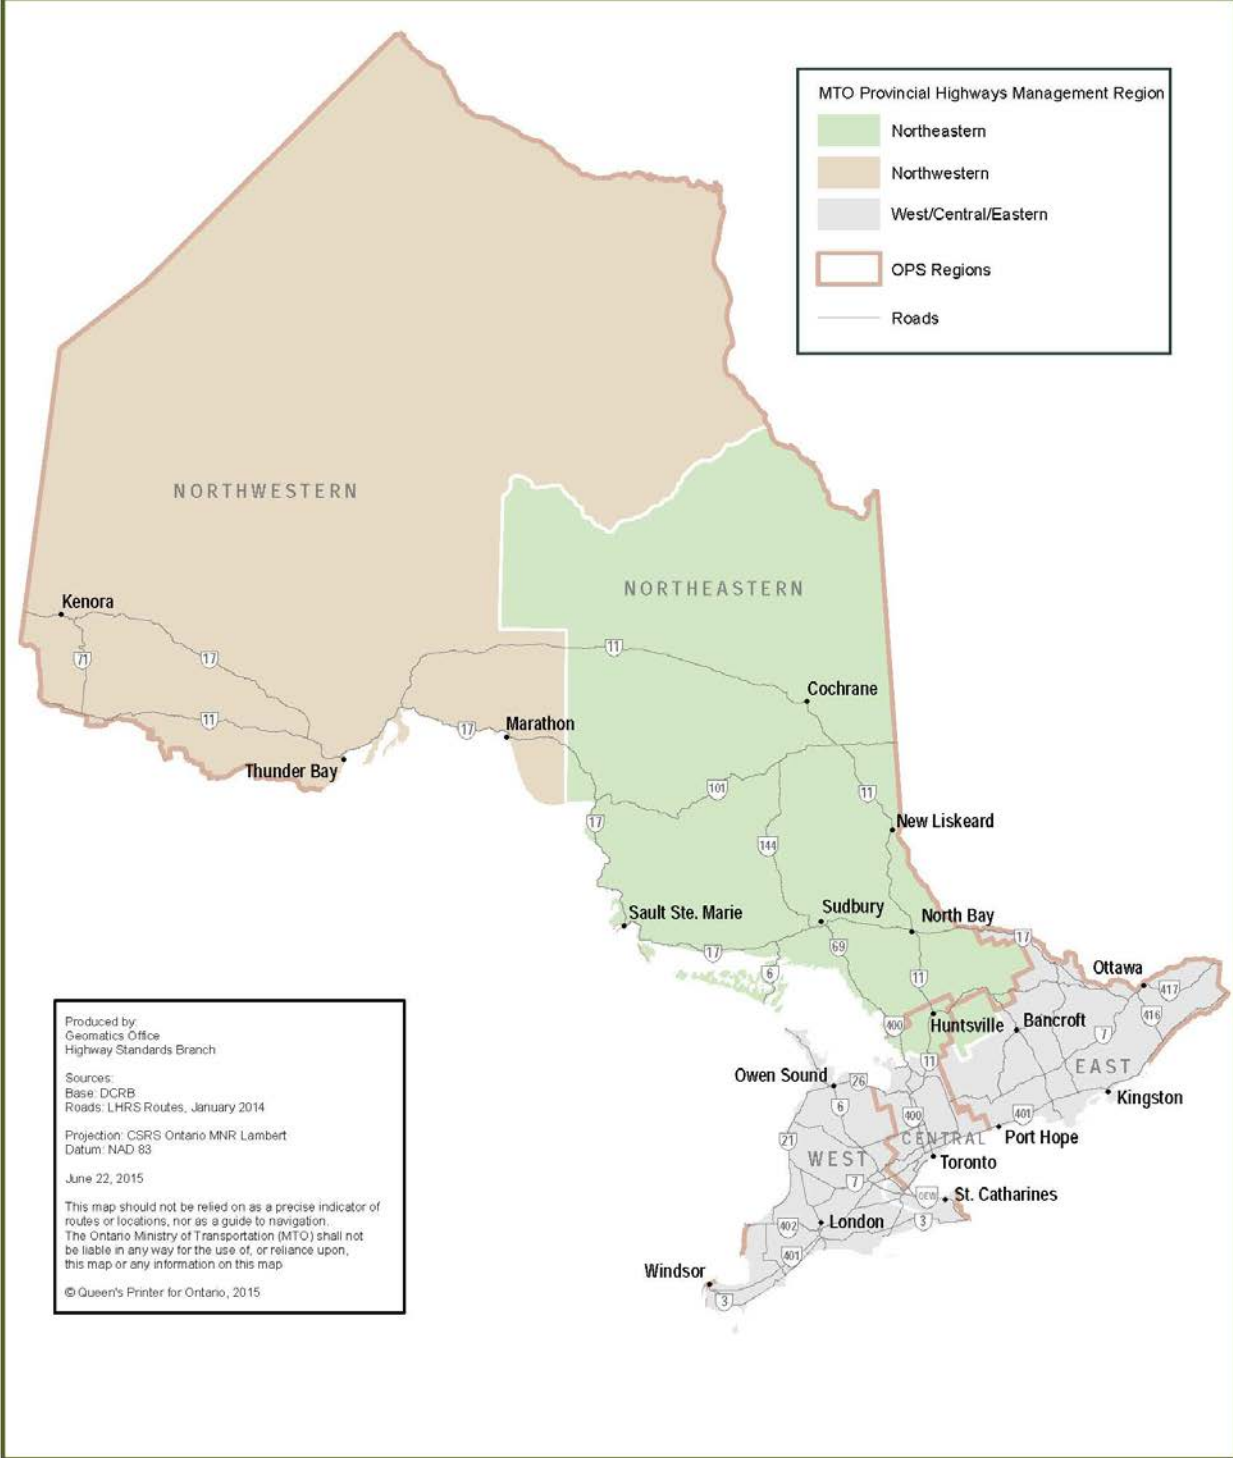 MTO Provincial Highways Management Region
Northeastern
Northwestern
West/Central/Eastern
OPS Regions
Roads
NORTHWESTERN
NORTHEASTERN
Kenora
71
17
11
11
Cochrane
17
Marathon
Thunder Bay
101
11
17
New Liskeard
144
Sault Ste. Marie
Sudbury
North Bay
17
69
17
6
11
Ottawa
417
400
Huntsville
Bancroft
416
7
11
EAST
Owen Sound
26
Kingston
6
400
401
21
CENTRAL
Port Hope
WEST
Toronto
7
QEW
St. Catharines
402
London
3
401
Windsor
3
Produced by:
Geomatics Office
Highway Standards Branch
Sources:
Base: DCRB
Roads: LHRS Routes, January 2014
Projection: CSRS Ontario MNR Lambert
Datum: NAD 83
June 22, 2015
This map should not be relied on as a precise indicator of
routes or locations, nor as a guide to navigation.
The Ontario Ministry of Transportation (MTO) shall not
be liable in any way for the use of, or reliance upon,
this map or any information on this map
© Queen's Printer for Ontario, 2015